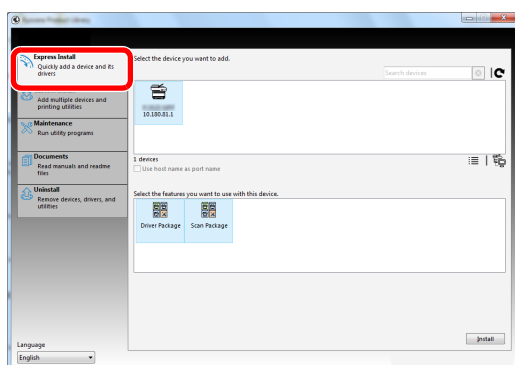 Express Install
Quickly add a device and its
drivers
Add multiple devices and
printing utilities
Maintenance
Run utility programs
Documents
Read manuals and readme
files
Uninstall
Remove devices, drivers, and
utilities
Language
English
Select the device you want to add.
Search devices
10.180.81.1
1 devices
Use host name as port name
Select the features you want to use with this device.
Driver Package
Scan Package
Install